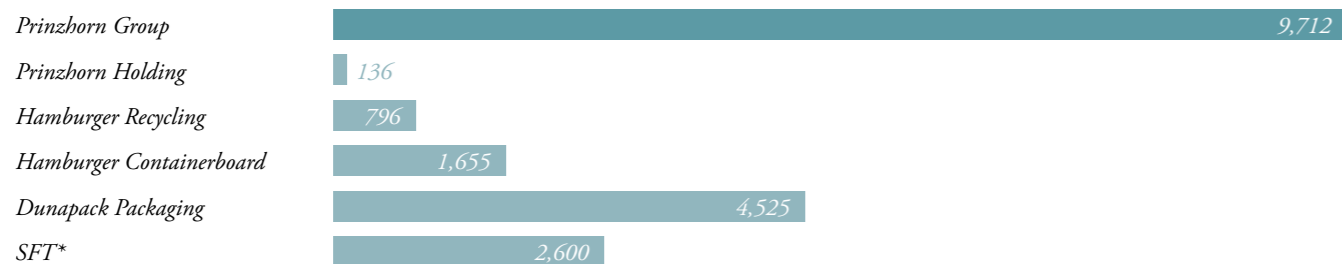 Prinzhorn Group 9,712
Prinzhorn Holding 136
Hamburger Recycling 796
Hamburger Containerboard 1,655
Dunapack Packaging 4,525
SFT* 2,600